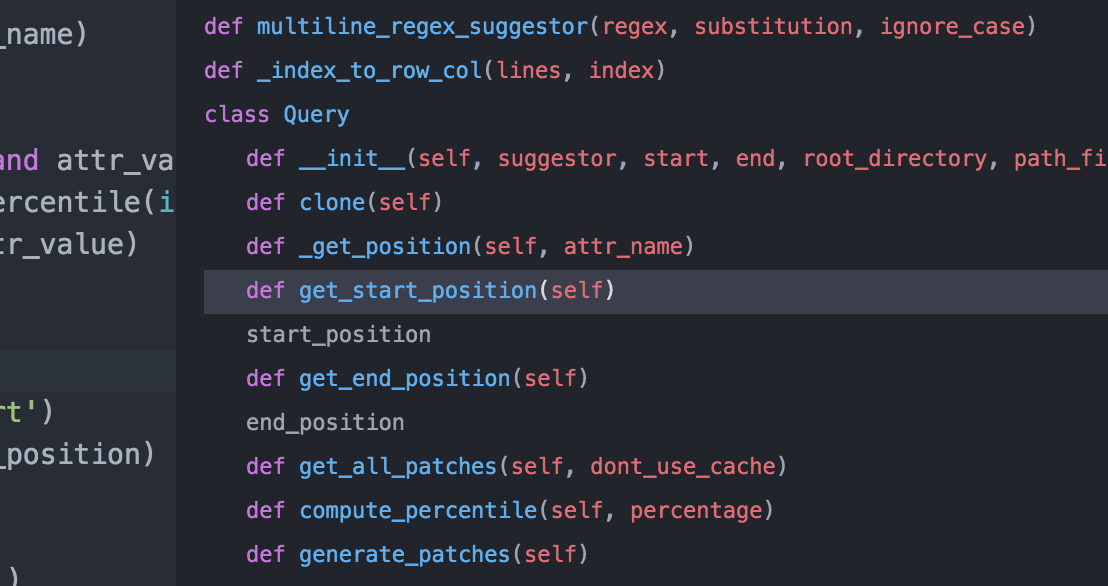 _name)
and attr_va
ercentile(i
tr_value)
rt')
_position)
)
def multiline_regex_suggestor(regex, substitution, ignore_case)
def _index_to_row_col(lines, index)
class Query
def __init__(self, suggestor, start, end, root_directory, path_fi
def clone(self)
def _get_position(self, attr_name)
def get_start_position(self)
start_position
def get_end_position(self)
end_position
def get_all_patches(self, dont_use_cache)
def compute_percentile(self, percentage)
def generate_patches(self)